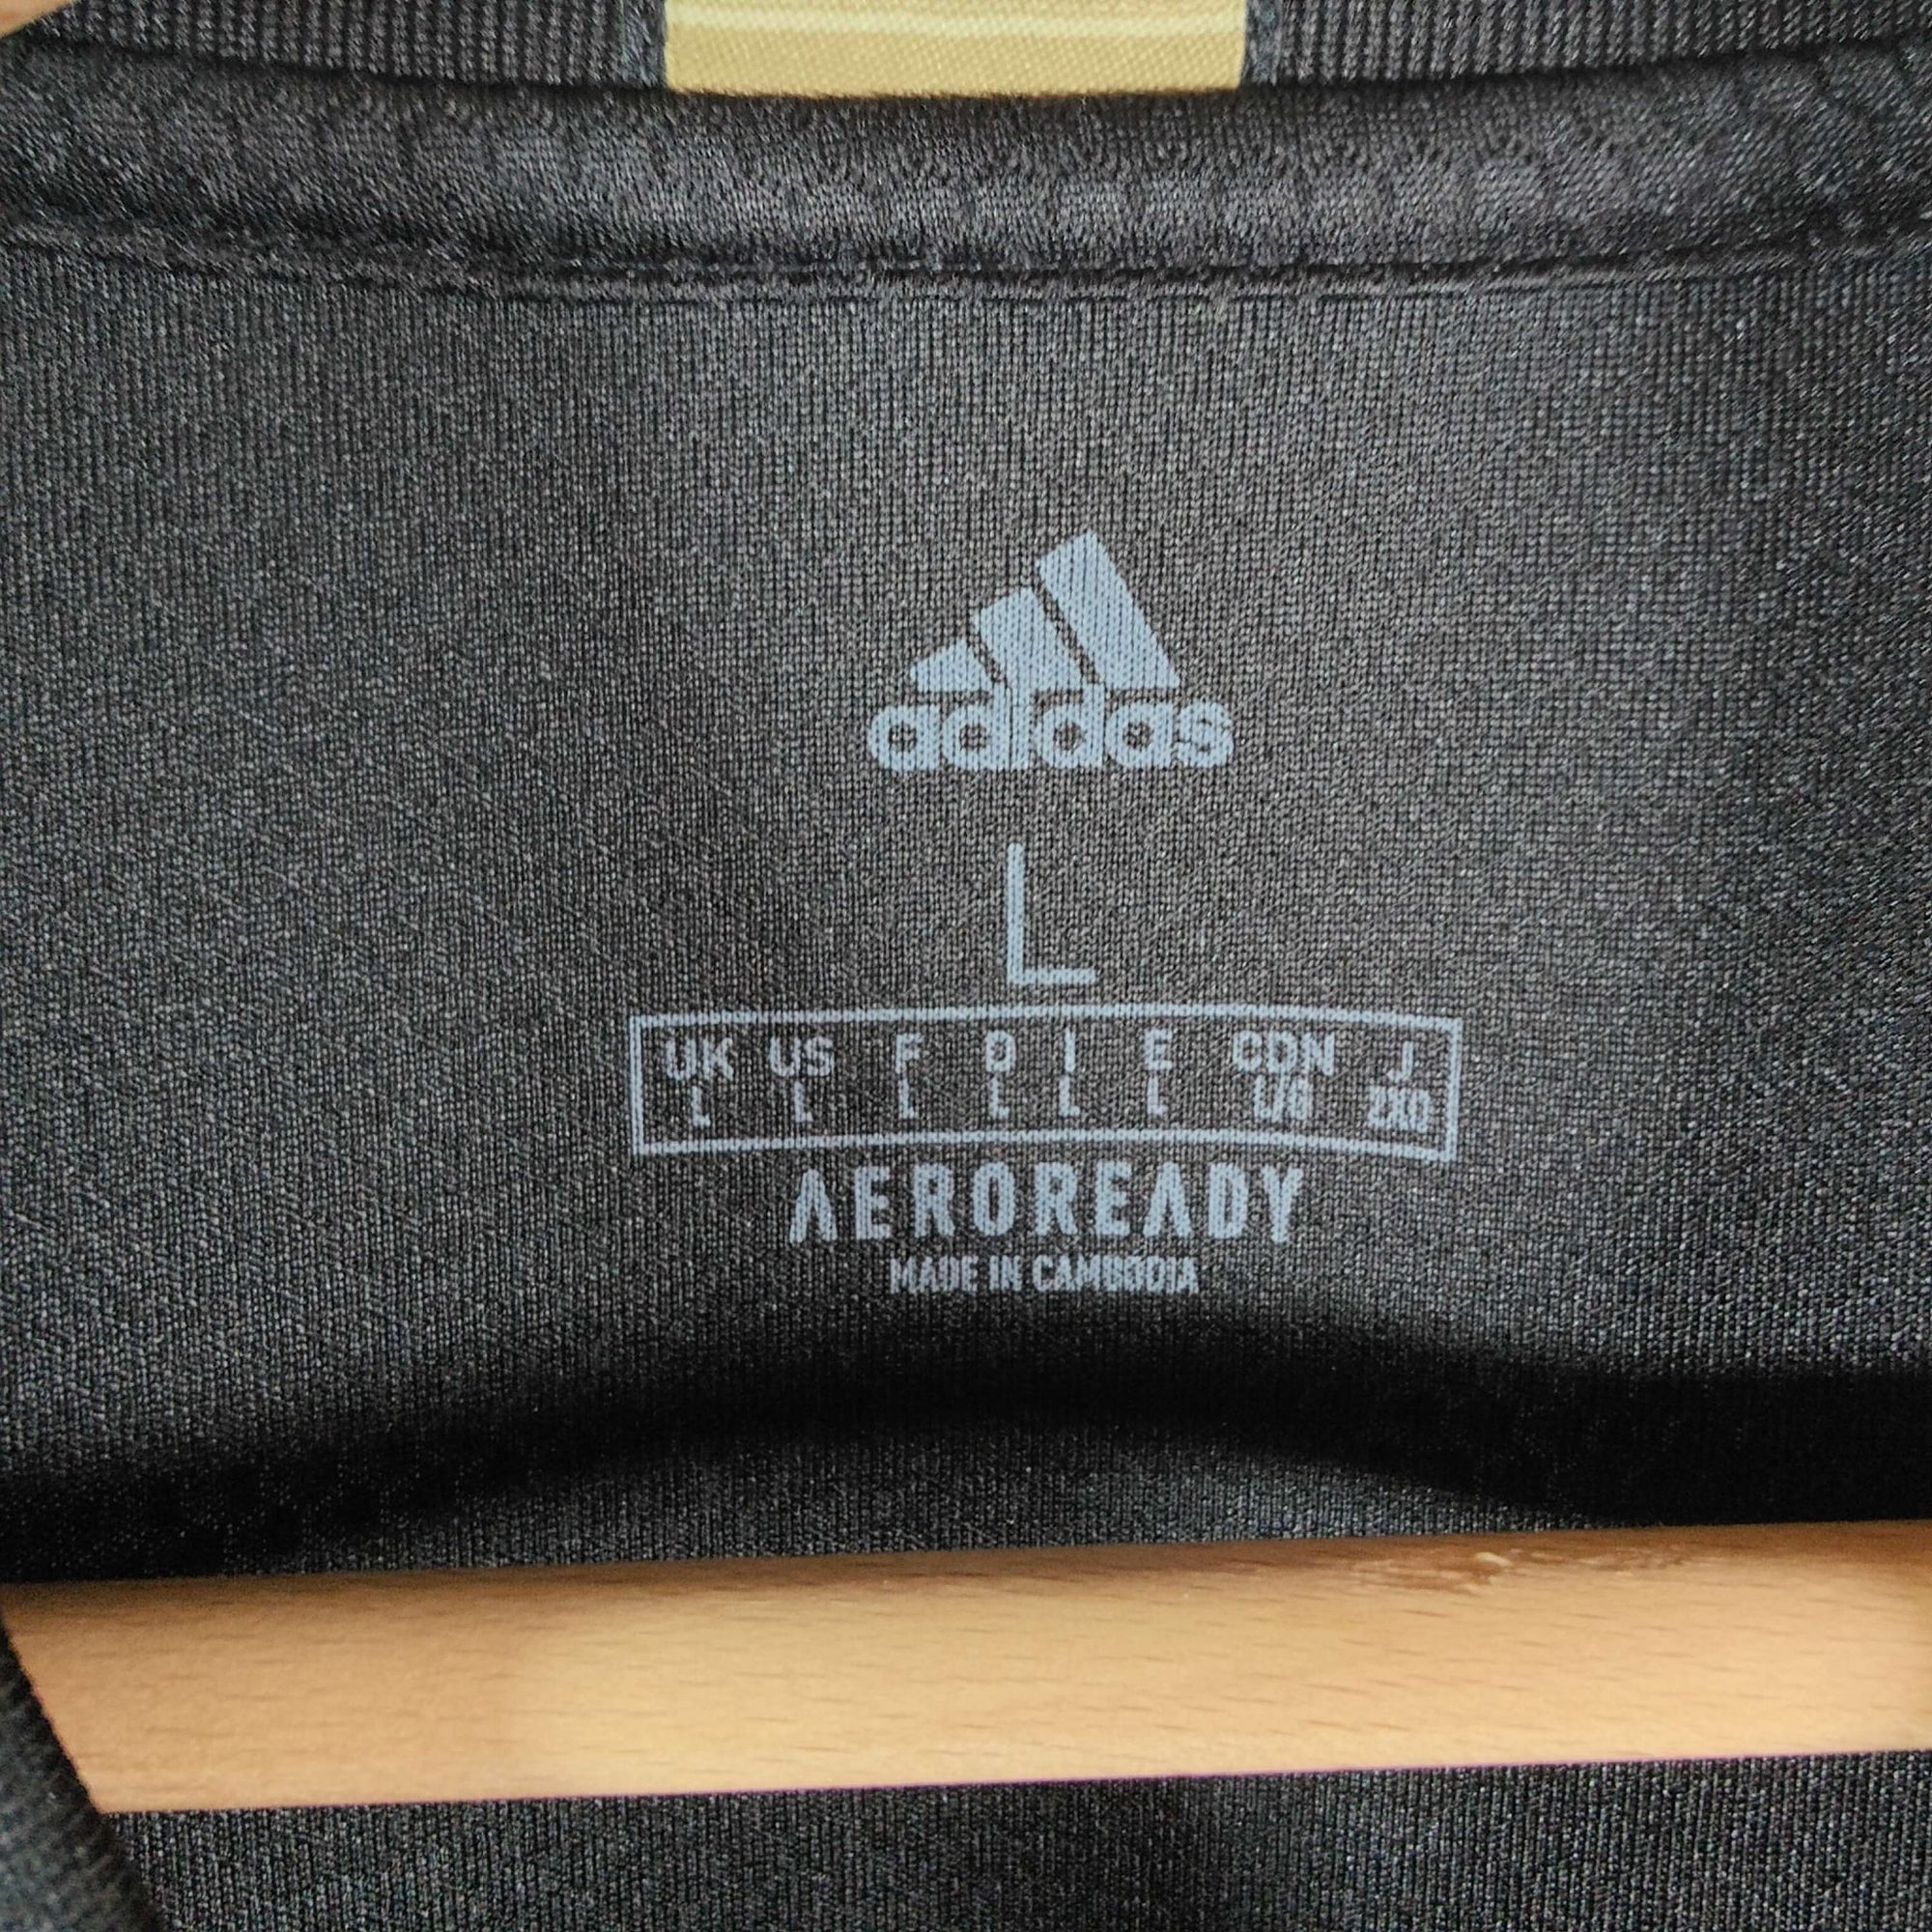 adidas
L
UK US F D I E CDN J
L L L L L L L/G 2XO
AEROREADY
MADE IN CAMBODIA